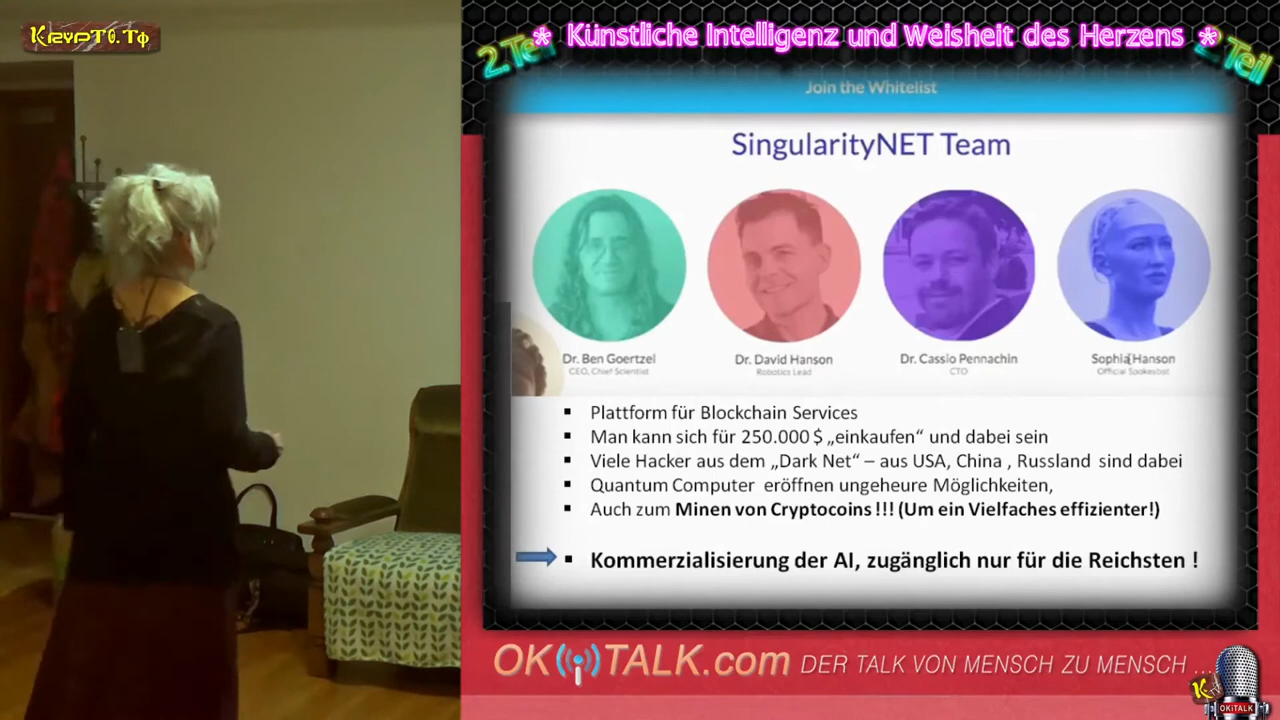 KrypT0.Tφ
* Künstliche Intelligenz und Weisheit des Herzens *
2.Teil
Teil
Join the Whitelist
SingularityNET Team
Dr. Ben Goertzel
CEO, Chief Scientist
Dr. David Hanson
Robotics Lead
Dr. Cassio Pennachin
CTO
Sophia Hanson
Official Spokesbot
▪ Plattform für Blockchain Services
▪ Man kann sich für 250.000 $ „einkaufen“ und dabei sein
▪ Viele Hacker aus dem „Dark Net“ – aus USA, China , Russland sind dabei
▪ Quantum Computer eröffnen ungeheure Möglichkeiten,
▪ Auch zum Minen von Cryptocoins !!! (Um ein Vielfaches effizienter!)
▪ Kommerzialisierung der AI, zugänglich nur für die Reichsten !
OKiTALK.com DER TALK VON MENSCH ZU MENSCH ...
OKiTALK